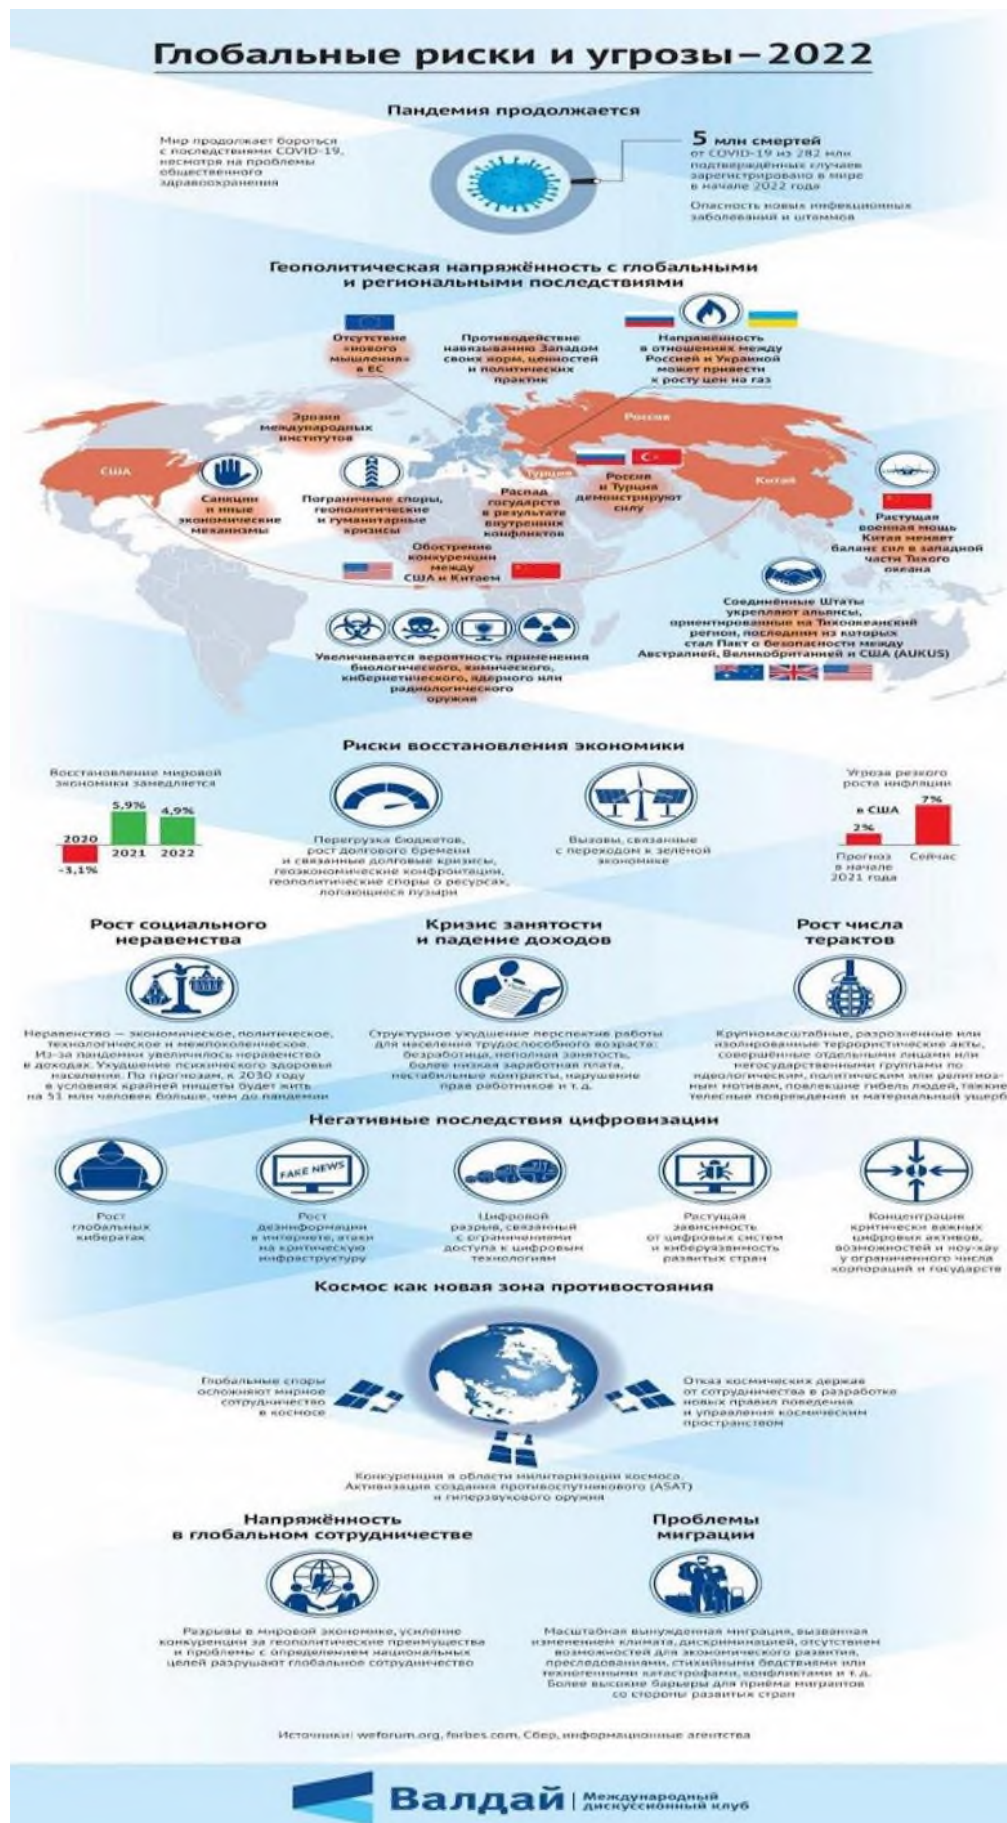 Глобальные риски и угрозы – 2022
Пандемия продолжается
Мир продолжает бороться
с последствиями COVID-19,
несмотря на проблемы
общественного
здравоохранения
5 млн смертей
от COVID-19 из 282 млн
подтверждённых случаев
зарегистрировано в мире
в начале 2022 года
Опасность новых инфекционных
заболеваний и штаммов
Геополитическая напряжённость с глобальными
и региональными последствиями
Отсутствие
«нового
мышления»
в ЕС
Противодействие
навязыванию Западом
своих норм, ценностей
и политических
практик
Напряжённость
в отношениях между
Россией и Украиной
может привести
к росту цен на газ
Эрозия
международных
институтов
Россия
США
Турция
Китай
Санкции
и иные
экономические
механизмы
Пограничные споры,
геополитические
и гуманитарные
кризисы
Распад
государств
в результате
внутренних
конфликтов
Россия
и Турция
демонстрируют
силу
Растущая
военная мощь
Китая меняет
баланс сил в западной
части Тихого
океана
Обострение
конкуренции
между
США и Китаем
Соединённые Штаты
укрепляют альянсы,
ориентированные на Тихоокеанский
регион, последним из которых
стал Пакт о безопасности между
Австралией, Великобританией и США (AUKUS)
Увеличивается вероятность применения
биологического, химического,
кибернетического, ядерного или
радиологического
оружия
Риски восстановления экономики
Восстановление мировой
экономики замедляется
5,9%
4,9%
2020
2021
2022
-3,1%
Перегрузка бюджетов,
рост долгового бремени
и связанные долговые кризисы,
геоэкономические конфронтации,
геополитические споры о ресурсах,
лопающиеся пузыри
Вызовы, связанные
с переходом к зелёной
экономике
Угроза резкого
роста инфляции
в США
2%
7%
Прогноз
в начале
2021 года
Сейчас
Рост социального
неравенства
Неравенство — экономическое, политическое,
технологическое и межпоколенческое.
Из-за пандемии увеличилось неравенство
в доходах. Ухудшение психического здоровья
населения. По прогнозам, к 2030 году
в условиях крайней нищеты будет жить
на 51 млн человек больше, чем до пандемии
Кризис занятости
и падение доходов
Структурное ухудшение перспектив работы
для населения трудоспособного возраста:
безработица, неполная занятость,
более низкая заработная плата,
нестабильные контракты, нарушение
прав работников и т. д.
Рост числа
терактов
Крупномасштабные, разрозненные или
изолированные террористические акты,
совершённые отдельными лицами или
негосударственными группами по
идеологическим, политическим или религиоз-
ным мотивам, повлекшие гибель людей, тяжкие
телесные повреждения и материальный ущерб
Негативные последствия цифровизации
FAKE NEWS
Рост
глобальных
кибератак
Рост
дезинформации
в интернете, атаки
на критическую
инфраструктуру
Цифровой
разрыв, связанный
с ограничениями
доступа к цифровым
технологиям
Растущая
зависимость
от цифровых систем
и киберуязвимость
развитых стран
Концентрация
критически важных
цифровых активов,
возможностей и ноу-хау
у ограниченного числа
корпораций и государств
Космос как новая зона противостояния
Глобальные споры
осложняют мирное
сотрудничество
в космосе
Отказ космических держав
от сотрудничества в разработке
новых правил поведения
и управления космическим
пространством
Конкуренция в области милитаризации космоса.
Активизация создания противоспутникового (ASAT)
и гиперзвукового оружия
Напряжённость
в глобальном сотрудничестве
Разрывы в мировой экономике, усиление
конкуренции за геополитические преимущества
и проблемы с определением национальных
целей разрушают глобальное сотрудничество
Проблемы
миграции
Масштабная вынужденная миграция, вызванная
изменением климата, дискриминацией, отсутствием
возможностей для экономического развития,
преследованиями, стихийными бедствиями или
техногенными катастрофами, конфликтами и т. д.
Более высокие барьеры для приёма мигрантов
со стороны развитых стран
Источники: weforum.org, forbes.com, Сбер, информационные агентства
Валдай | Международный
дискуссионный клуб